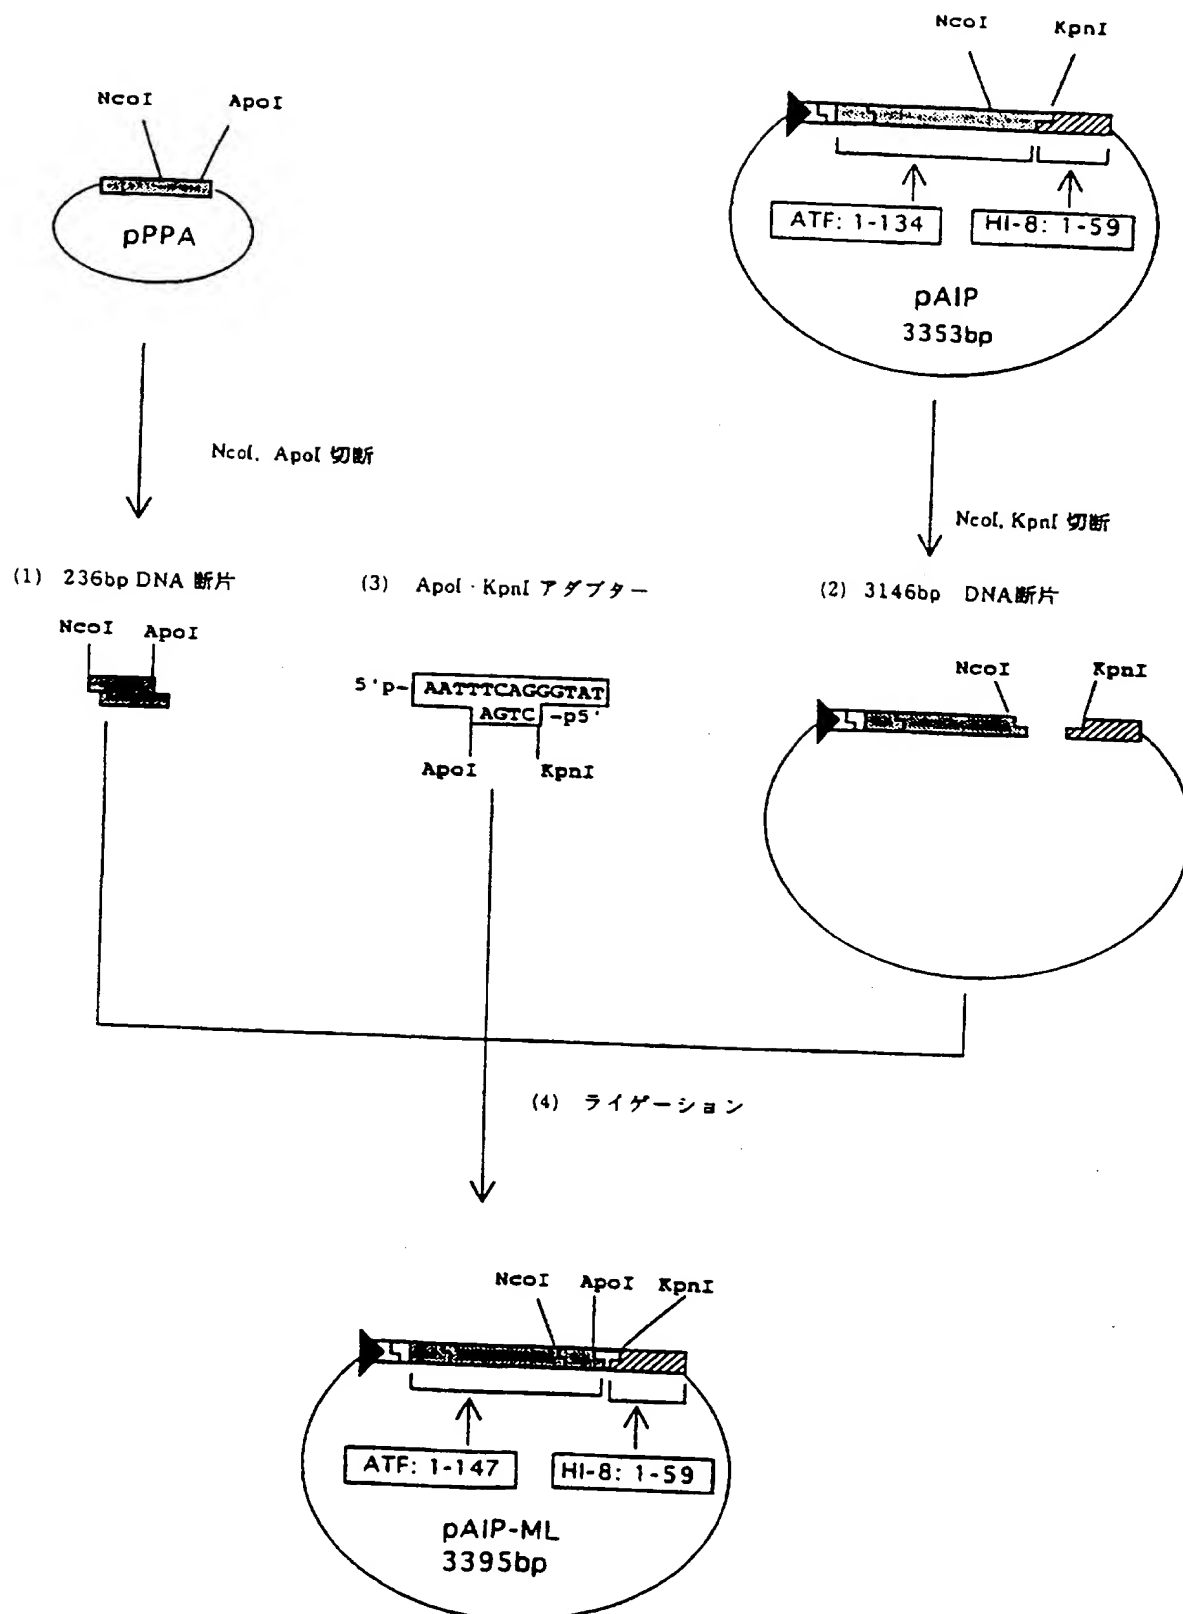 NcoI
KpnI
NcoI
ApoI
pPPA
ATF: 1-134
HI-8: 1-59
pAIP
3353bp
NcoI, ApoI 切断
NcoI, KpnI 切断
(1) 236bp DNA 断片
(3) ApoI・KpnI アダプター
(2) 3146bp DNA断片
NcoI ApoI
NcoI
KpnI
5'p- AATTTCAGGGTAT
AGTC -p5'
ApoI KpnI
(4) ライゲーション
NcoI ApoI KpnI
ATF: 1-147
HI-8: 1-59
pAIP-ML
3395bp